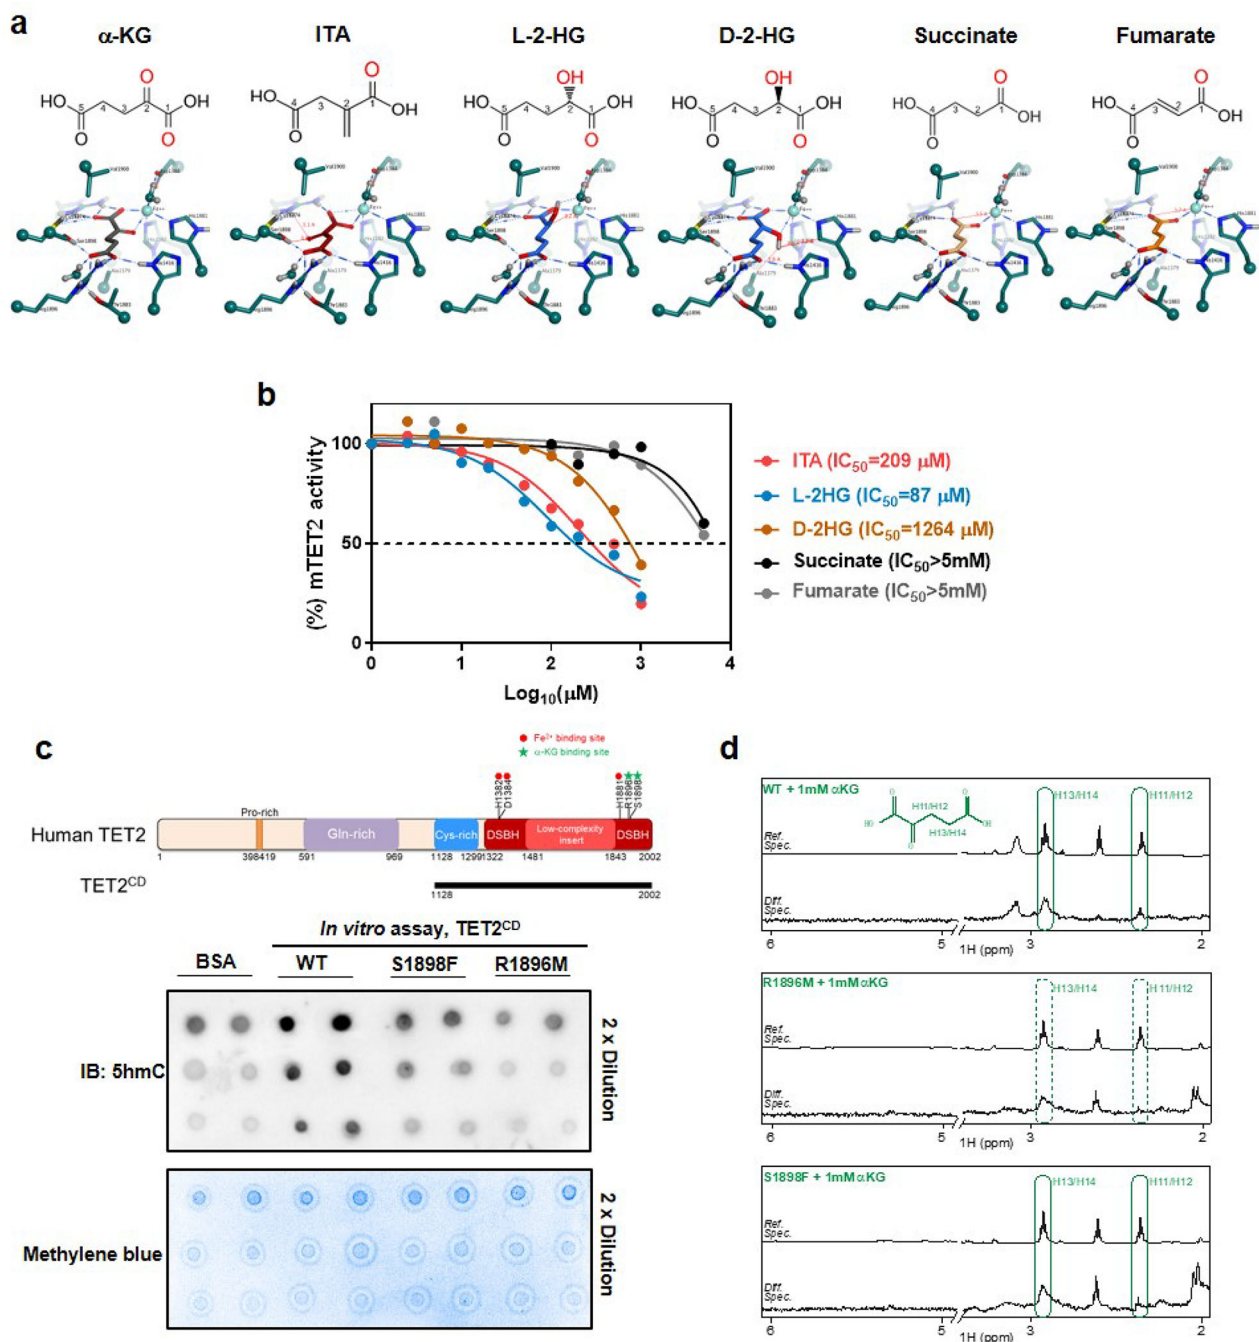 a
α-KG
ITA
L-2-HG
D-2-HG
Succinate
Fumarate
b
(%) mTET2 activity
100
50
0
0 1 2 3 4
Log10(μM)
ITA (IC50=209 μM)
L-2HG (IC50=87 μM)
D-2HG (IC50=1264 μM)
Succinate (IC50>5mM)
Fumarate (IC50>5mM)
c
Fe2+ binding site
α-KG binding site
H1382
D1384
H1881
R1896
S1898
Pro-rich
Human TET2
Gln-rich
Cys-rich
DSBH
Low-complexity insert
DSBH
1 398 419 591 969 1128 1299 1322 1481 1843 2002
TET2CD
1128 2002
In vitro assay, TET2CD
BSA WT S1898F R1896M
IB: 5hmC
2 x Dilution
Methylene blue
2 x Dilution
d
WT + 1mM αKG
H11/H12
H13/H14
H13/H14
H11/H12
Ref. Spec.
Diff. Spec.
6 5 3 2
1H (ppm)
R1896M + 1mM αKG
H13/H14
H11/H12
Ref. Spec.
Diff. Spec.
6 5 3 2
1H (ppm)
S1898F + 1mM αKG
H13/H14
H11/H12
Ref. Spec.
Diff. Spec.
6 5 3 2
1H (ppm)